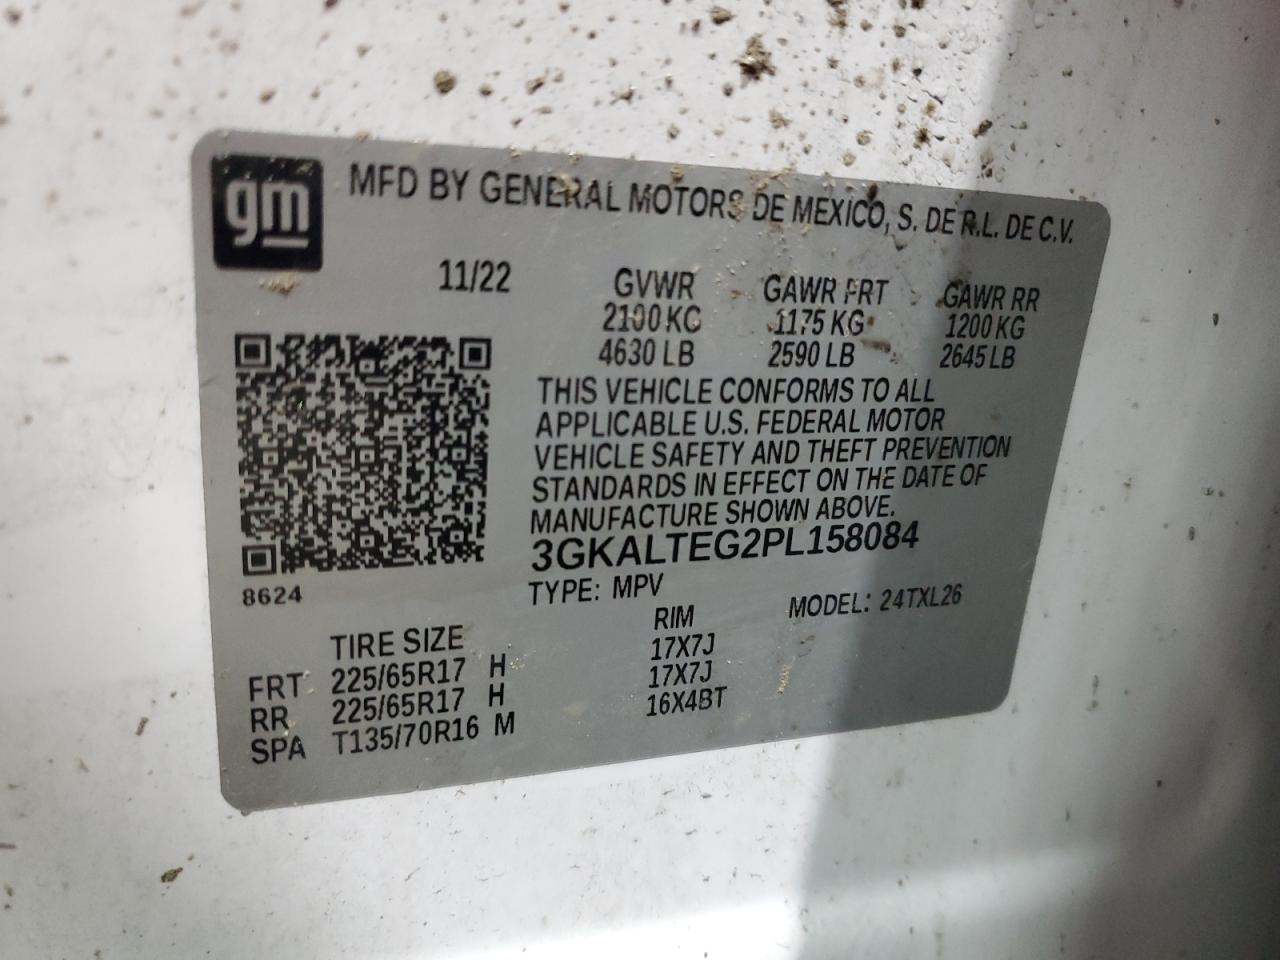 gm
MFD BY GENERAL MOTORS DE MEXICO, S. DE R.L. DE C.V.
11/22 GVWR GAWR FRT GAWR RR
2100 KG 1175 KG 1200 KG
4630 LB 2590 LB 2645 LB
THIS VEHICLE CONFORMS TO ALL
APPLICABLE U.S. FEDERAL MOTOR
VEHICLE SAFETY AND THEFT PREVENTION
STANDARDS IN EFFECT ON THE DATE OF
MANUFACTURE SHOWN ABOVE.
3GKALTEG2PL158084
8624
TYPE: MPV MODEL: 24TXL26
TIRE SIZE RIM
FRT 225/65R17 H 17X7J
RR 225/65R17 H 17X7J
SPA T135/70R16 M 16X4BT